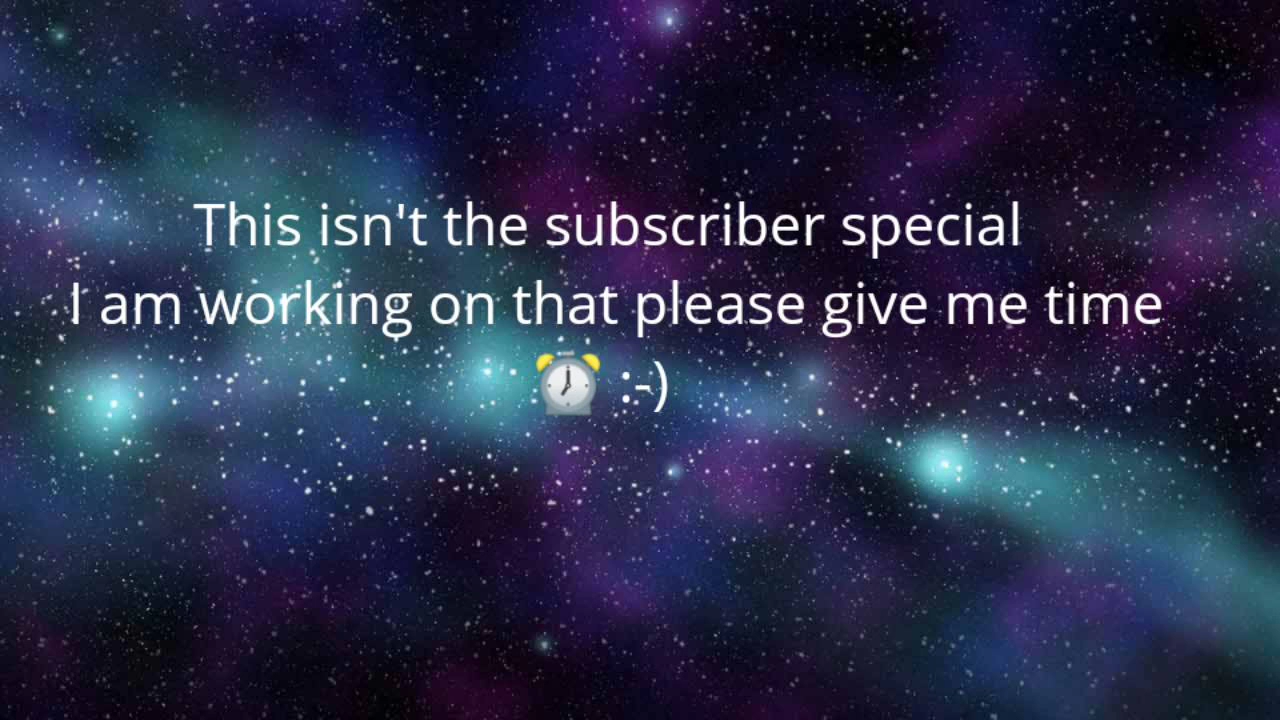 This isn't the subscriber special
I am working on that please give me time
⏰ :-)